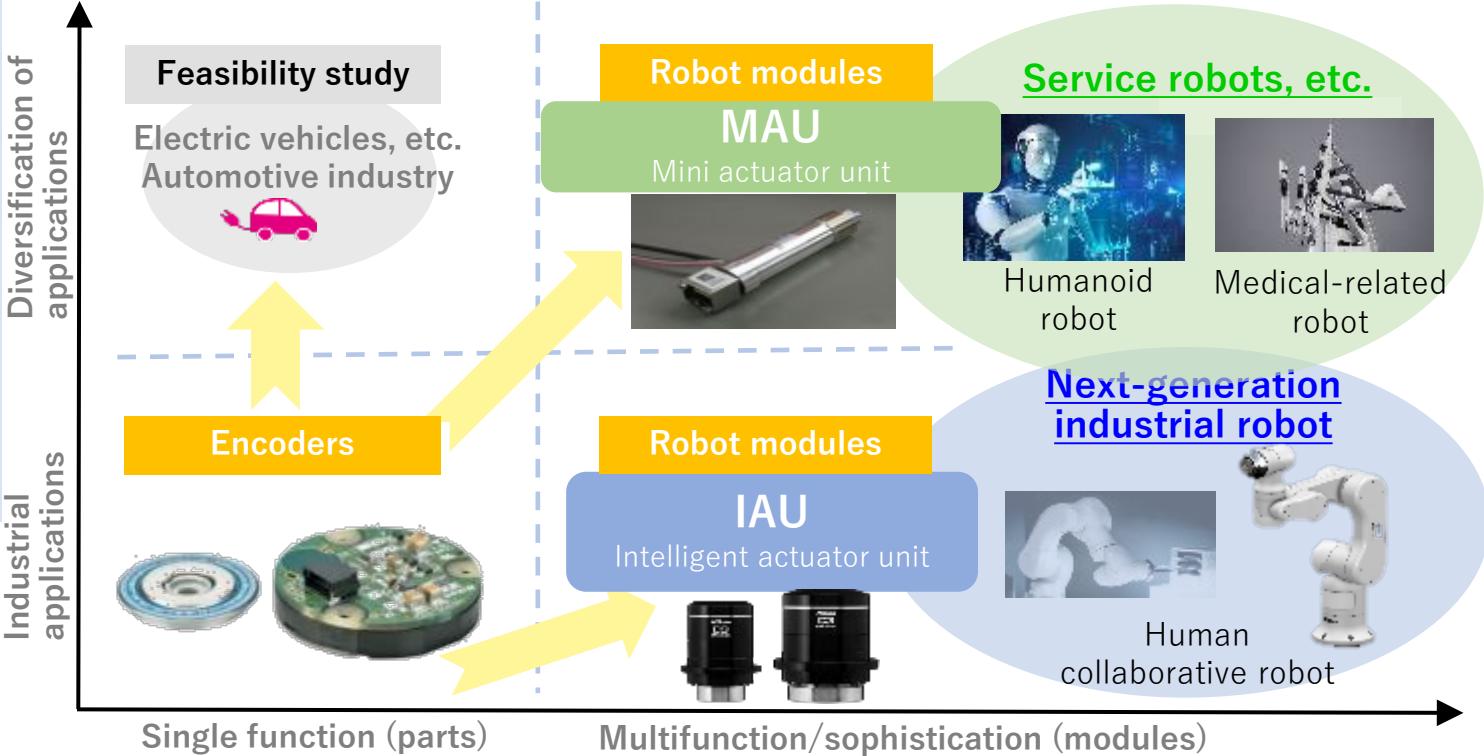 Diversification of
applications
Industrial
applications
Feasibility study
Electric vehicles, etc.
Automotive industry
Robot modules
MAU
Mini actuator unit
Service robots, etc.
Humanoid
robot
Medical-related
robot
Encoders
Robot modules
IAU
Intelligent actuator unit
Next-generation
industrial robot
Human
collaborative robot
Single function (parts)
Multifunction/sophistication (modules)